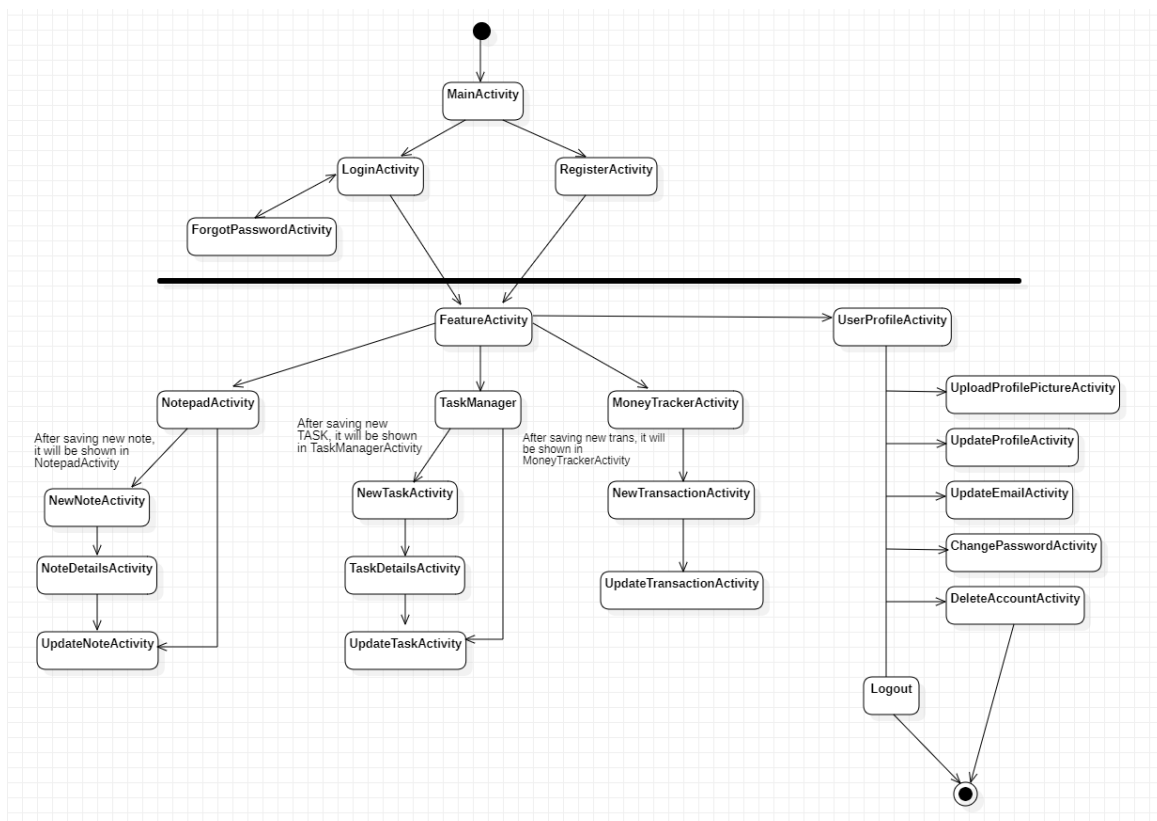 MainActivity
LoginActivity
RegisterActivity
ForgotPasswordActivity
FeatureActivity
UserProfileActivity
NotepadActivity
TaskManager
MoneyTrackerActivity
UploadProfilePictureActivity
After saving new note,
it will be shown in
NotepadActivity
After saving new
TASK, it will be shown
in TaskManagerActivity
After saving new trans, it will
be shown in
MoneyTrackerActivity
UpdateProfileActivity
NewNoteActivity
NewTaskActivity
NewTransactionActivity
UpdateEmailActivity
ChangePasswordActivity
NoteDetailsActivity
TaskDetailsActivity
UpdateTransactionActivity
DeleteAccountActivity
UpdateNoteActivity
UpdateTaskActivity
Logout